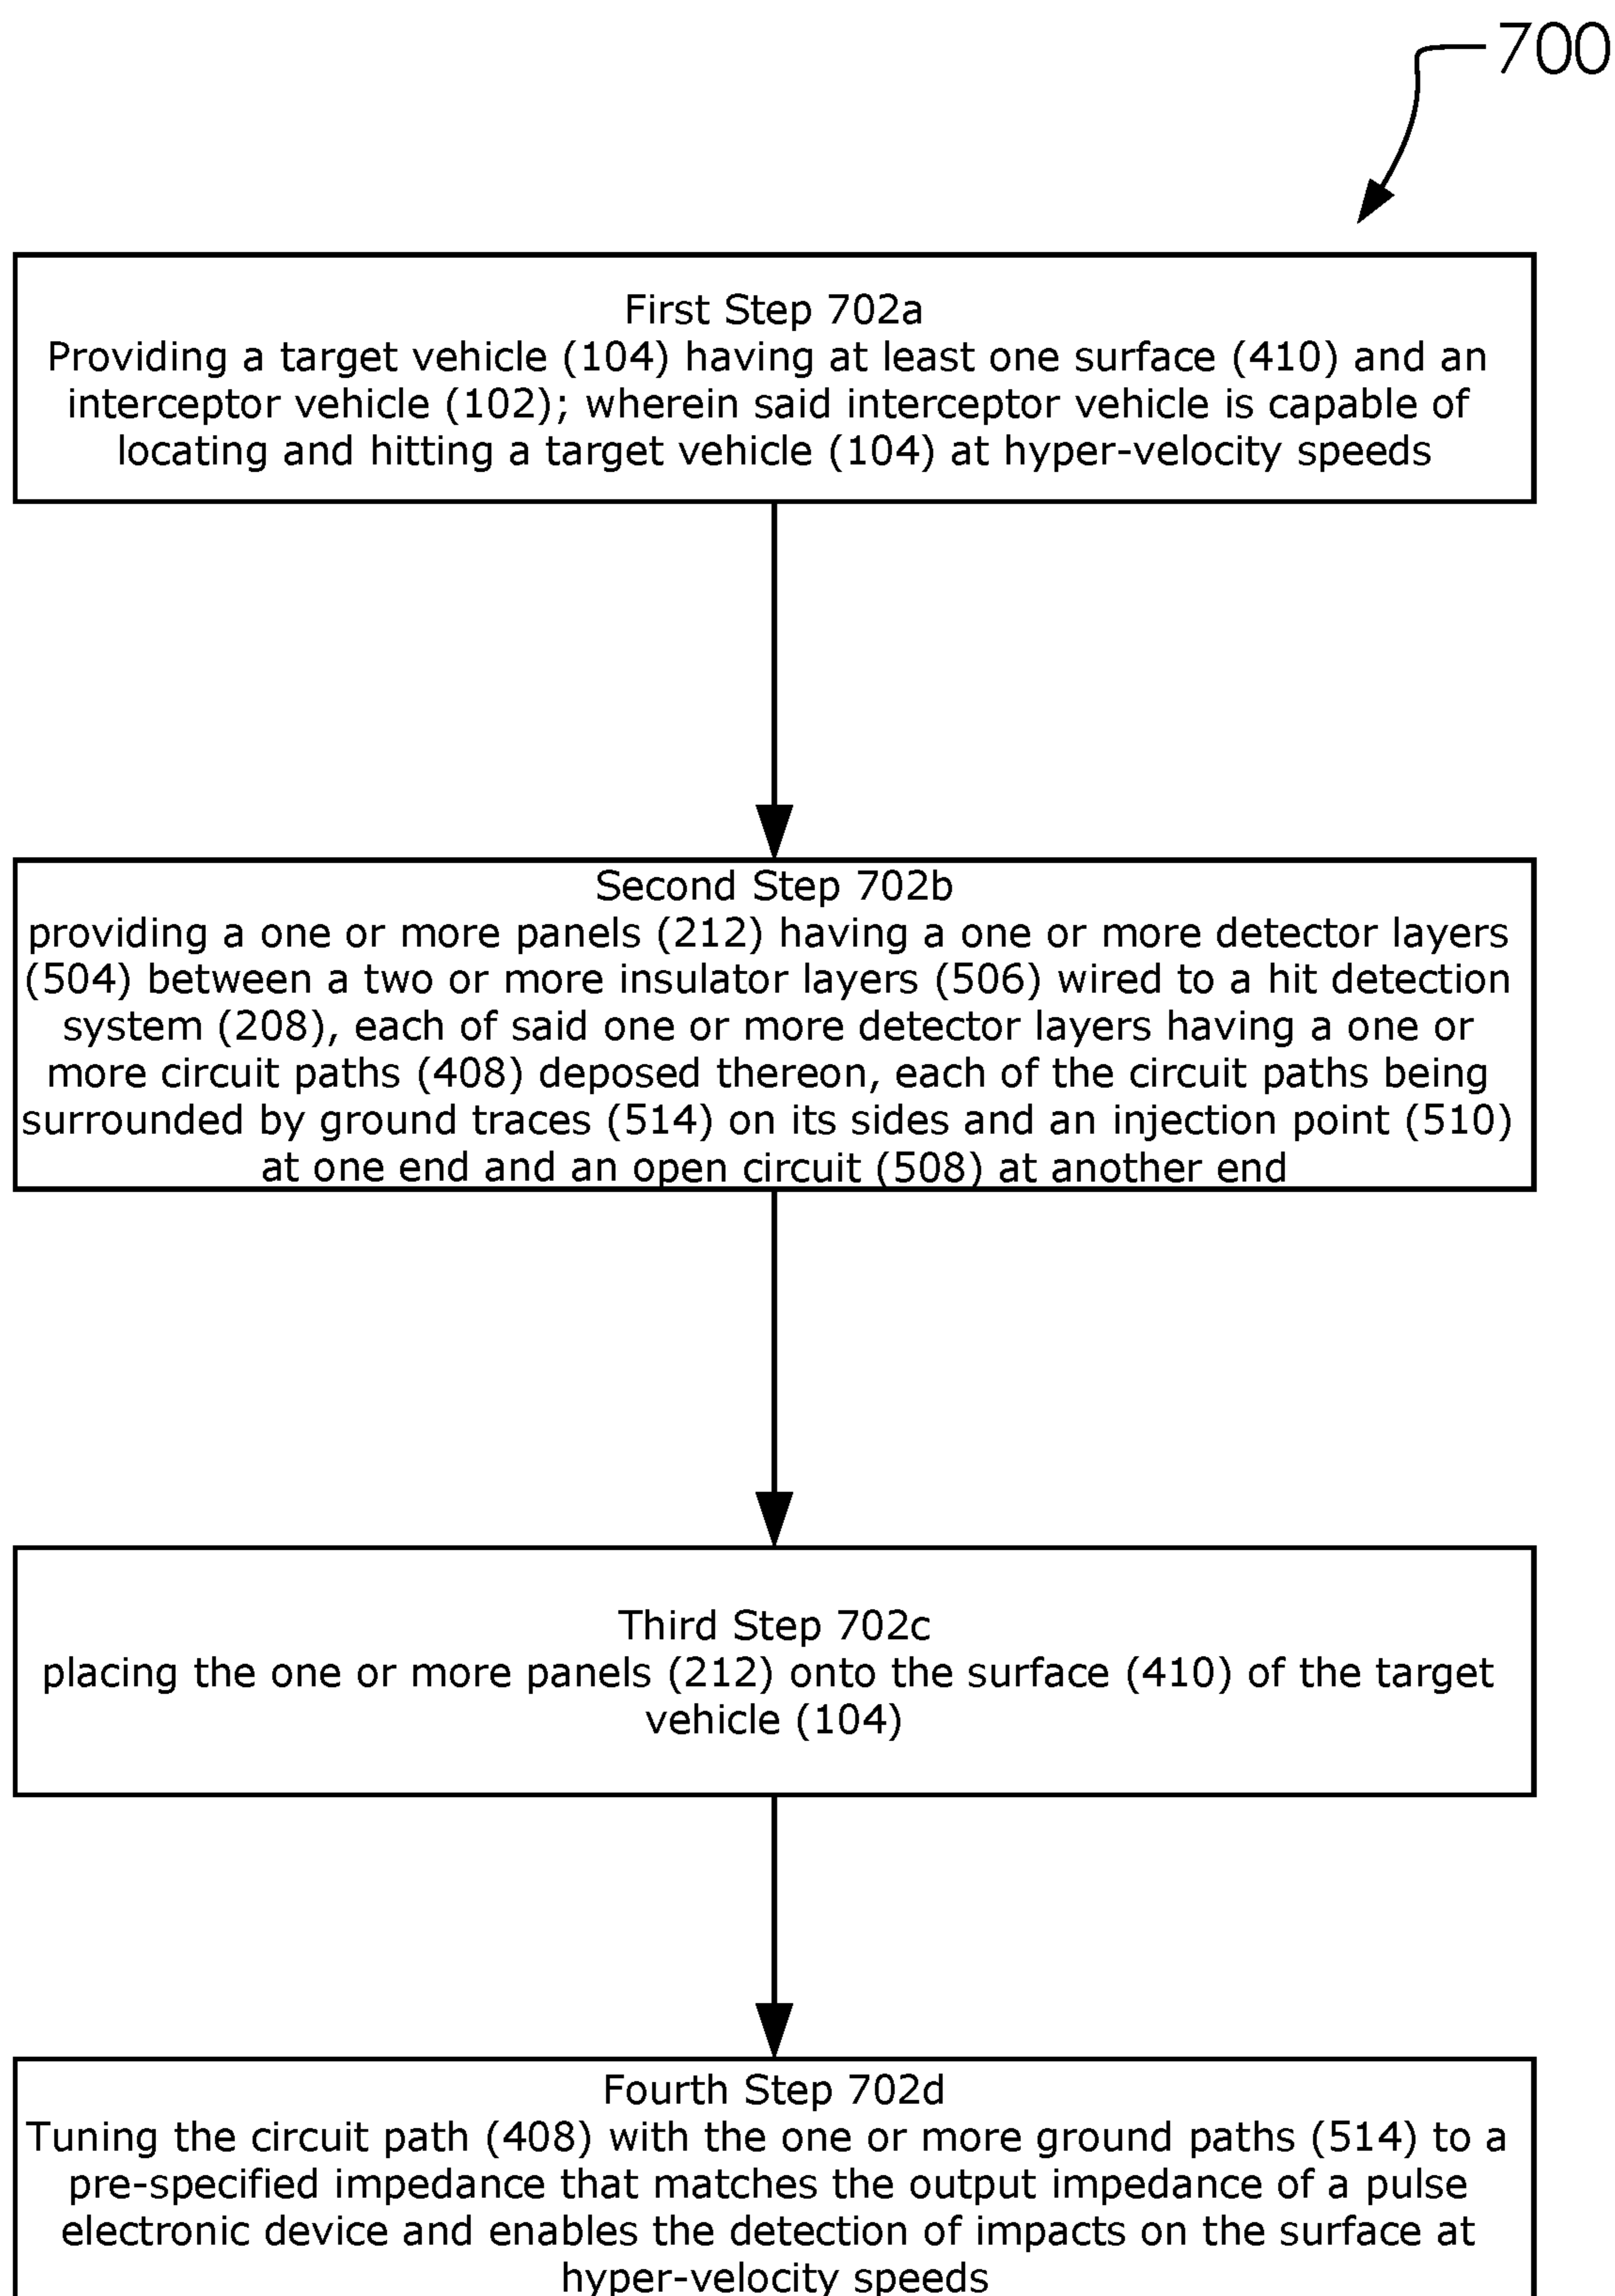 700
First Step 702a
Providing a target vehicle (104) having at least one surface (410) and an
interceptor vehicle (102); wherein said interceptor vehicle is capable of
locating and hitting a target vehicle (104) at hyper-velocity speeds
Second Step 702b
providing a one or more panels (212) having a one or more detector layers
(504) between a two or more insulator layers (506) wired to a hit detection
system (208), each of said one or more detector layers having a one or
more circuit paths (408) deposed thereon, each of the circuit paths being
surrounded by ground traces (514) on its sides and an injection point (510)
at one end and an open circuit (508) at another end
Third Step 702c
placing the one or more panels (212) onto the surface (410) of the target
vehicle (104)
Fourth Step 702d
Tuning the circuit path (408) with the one or more ground paths (514) to a
pre-specified impedance that matches the output impedance of a pulse
electronic device and enables the detection of impacts on the surface at
hyper-velocity speeds